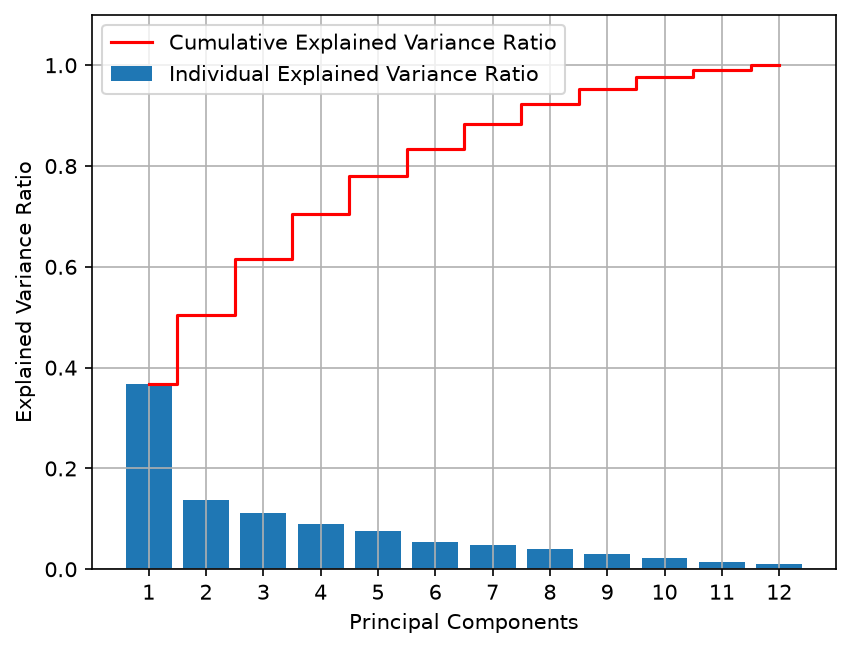 Cumulative Explained Variance Ratio
Individual Explained Variance Ratio
Explained Variance Ratio
1.0
0.8
0.6
0.4
0.2
0.0
1 2 3 4 5 6 7 8 9 10 11 12
Principal Components